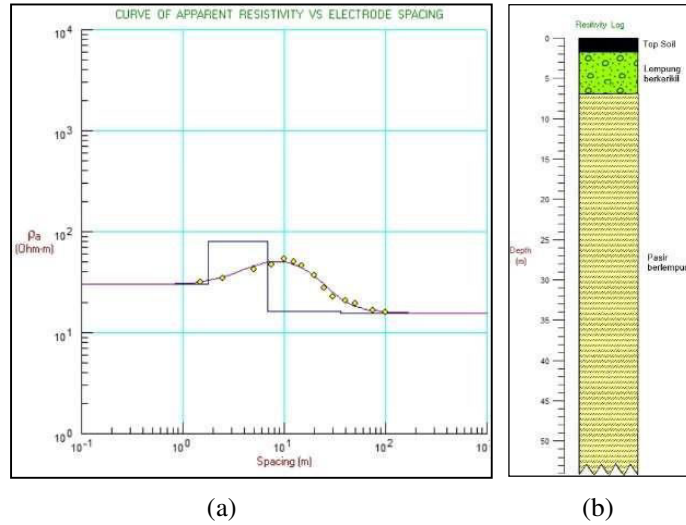 CURVE OF APPARENT RESISTIVITY VS ELECTRODE SPACING
10⁴
10³
ρa
(Ohm-m)
10²
10¹
10⁰
10⁻¹ 10⁰ 10¹ 10² 10
Spacing (m)
(a)
Resitivity Log
0
5
10
15
20
25
30
35
40
45
50
Depth
(m)
Top Soil
Lempung
berkerikil
Pasir
berlempur
(b)